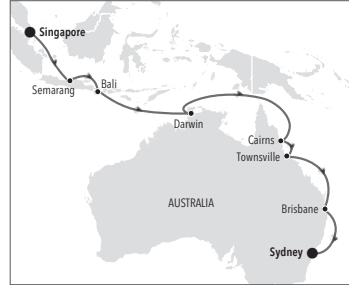 Singapore
Semarang
Bali
Darwin
Cairns
Townsville
AUSTRALIA
Brisbane
Sydney